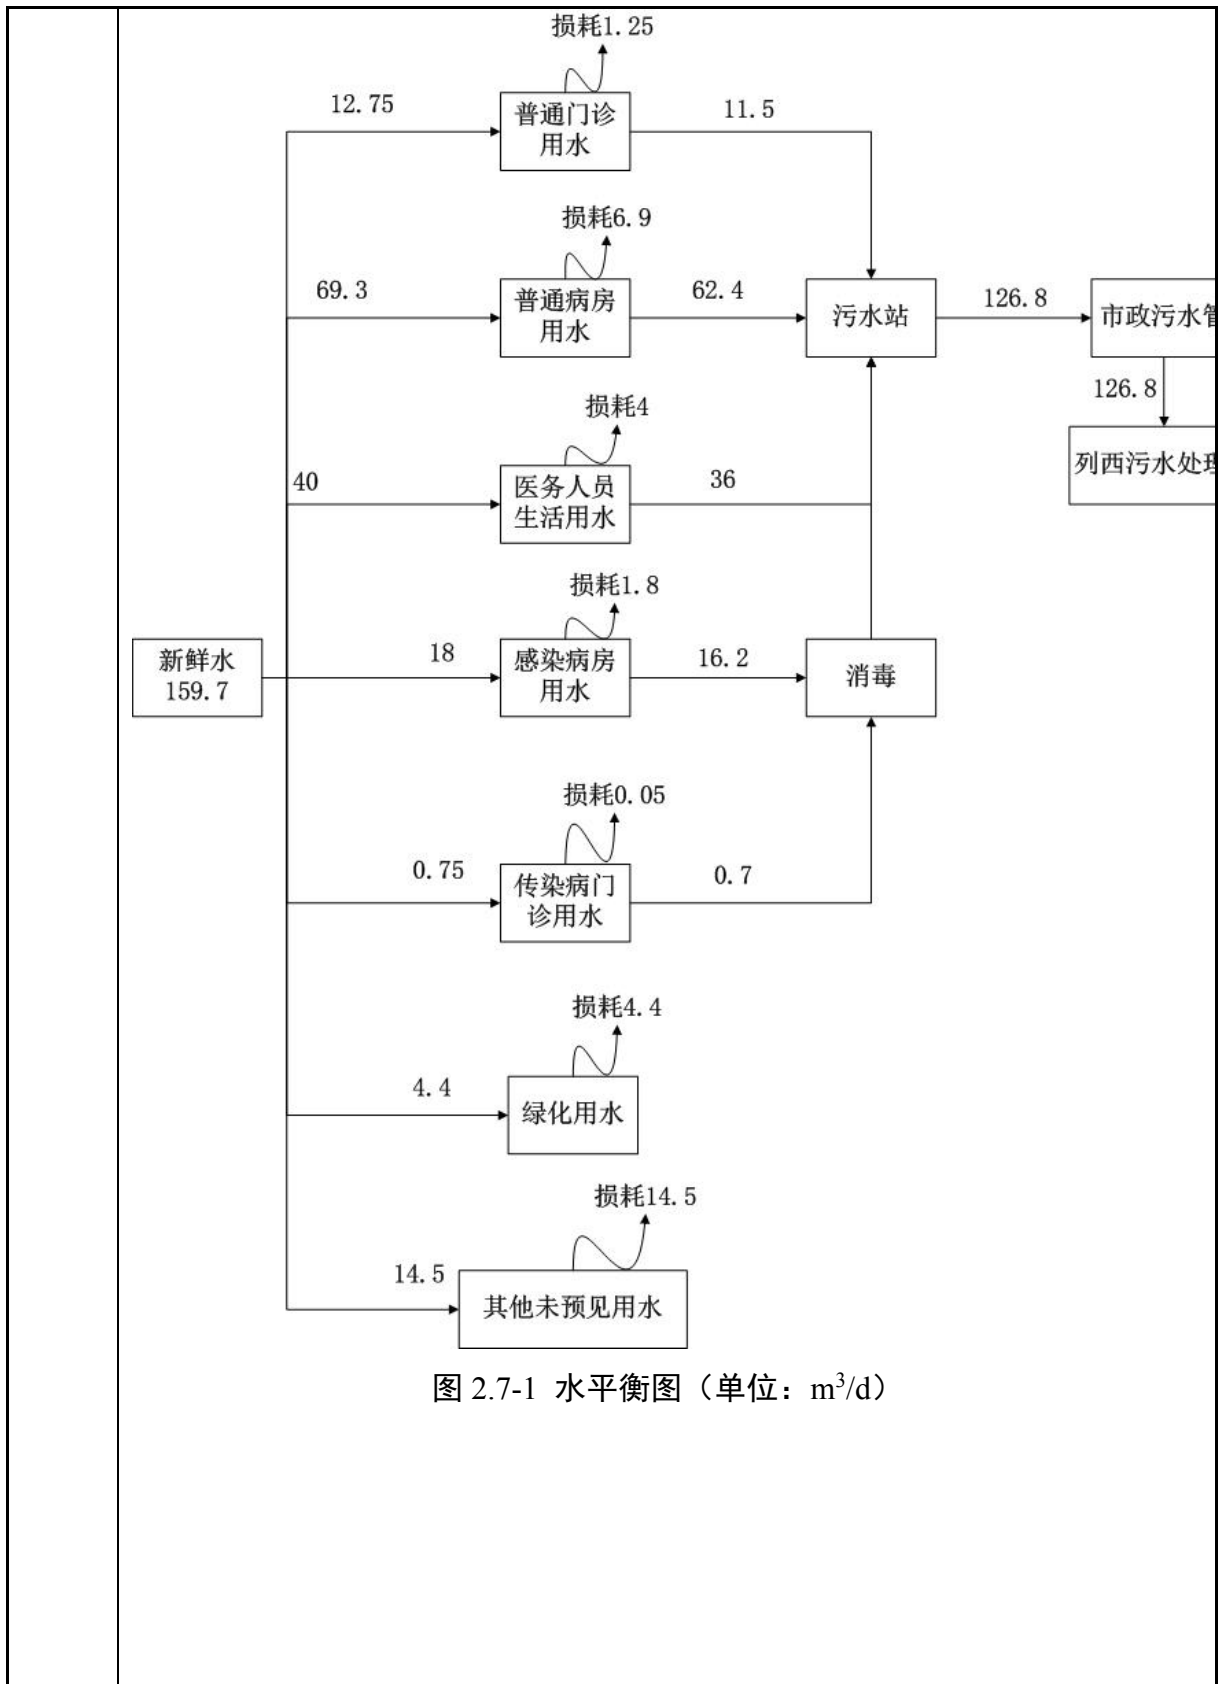 损耗1.25
12.75
普通门诊
用水
11.5
损耗6.9
69.3
普通病房
用水
62.4
污水站
126.8
市政污水管
126.8
列西污水处理
损耗4
40
医务人员
生活用水
36
损耗1.8
新鲜水
159.7
18
感染病房
用水
16.2
消毒
损耗0.05
0.75
传染病门
诊用水
0.7
损耗4.4
4.4
绿化用水
损耗14.5
14.5
其他未预见用水
图 2.7-1 水平衡图（单位：m³/d）